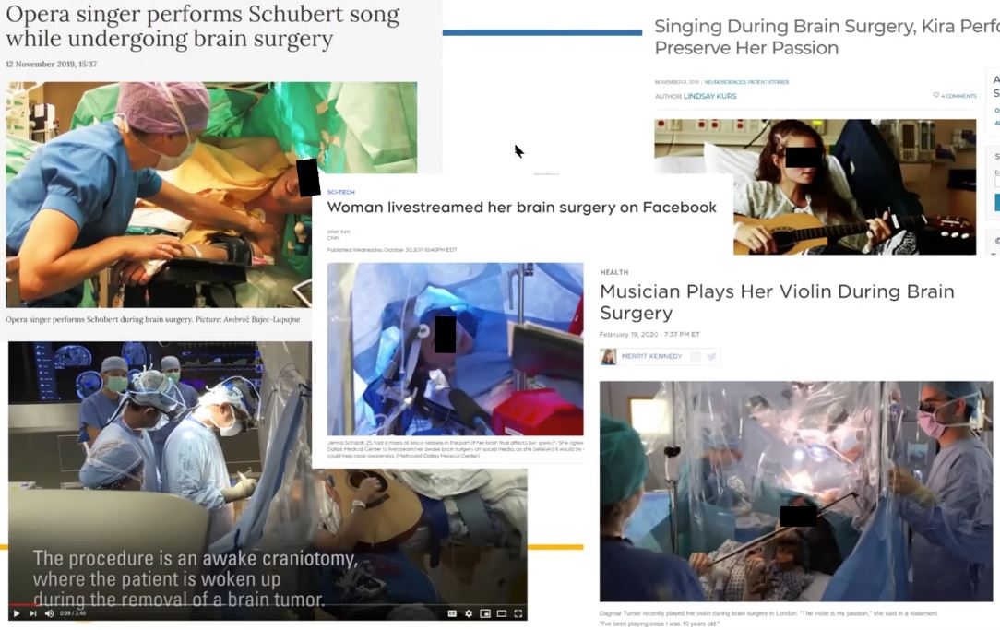 Opera singer performs Schubert song
while undergoing brain surgery
12 November 2019, 15:37
Opera singer performs Schubert during brain surgery. Picture: Ambrož Bajec-Lapajne
Singing During Brain Surgery, Kira
Preserve Her Passion
NOVEMBER 8, 2019 | NEUROSCIENCES, PATIENT STORIES
AUTHOR: LINDSAY KURS
4 COMMENTS
SCI-TECH
Woman livestreamed her brain surgery on Facebook
Allen Kim
CNN
Published Wednesday, October 30, 2019 10:40PM EDT
Jenna Schardt, 25, had a mass of blood vessels in the part of her brain that affects her speech. She agree
Dallas Medical Center to livestream her awake brain surgery on social media, as she believed it would be
could help raise awareness. (Methodist Dallas Medical Center)
HEALTH
Musician Plays Her Violin During Brain
Surgery
February 19, 2020 · 7:37 PM ET
MERRIT KENNEDY
Dagmar Turner recently played her violin during brain surgery in London. "The violin is my passion," she said in a statement.
"I've been playing since I was 10 years old."
The procedure is an awake craniotomy,
where the patient is woken up
during the removal of a brain tumor.
0:09 / 2:46
CC